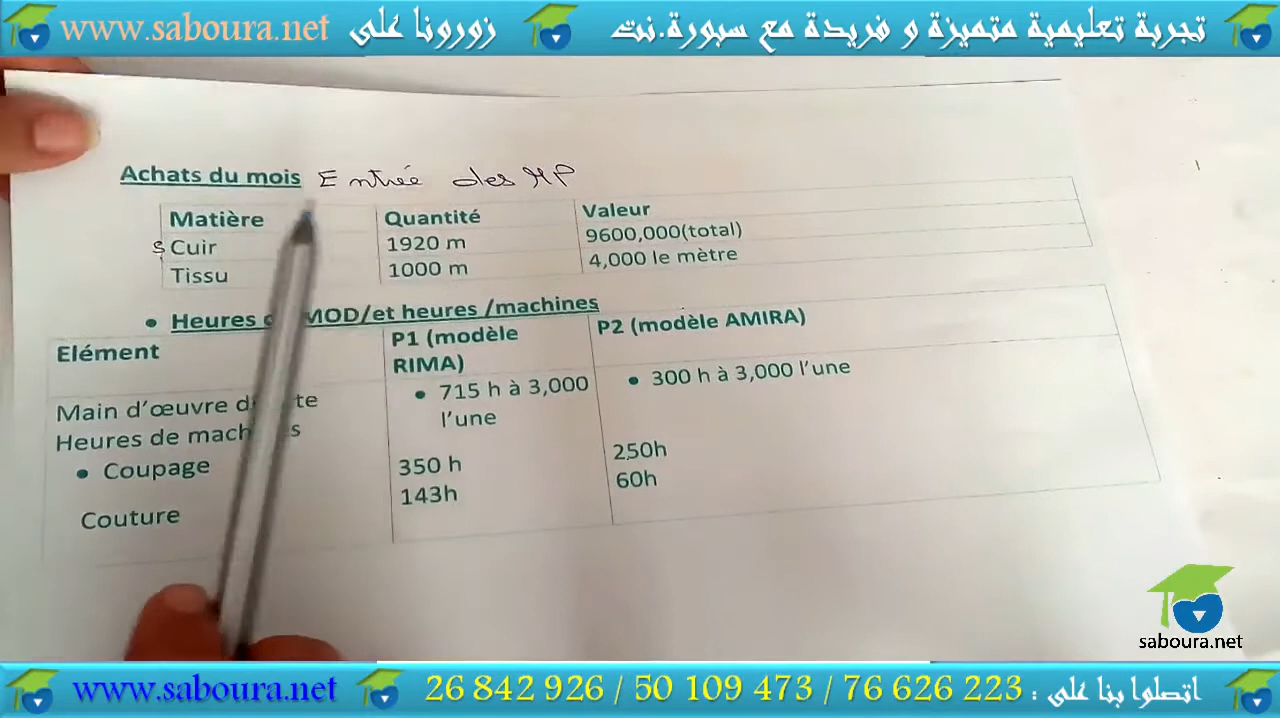 www.saboura.net زورونا على تجربة تعليمية متميزة و فريدة مع سبورة.نت
Achats du mois Entrée des MP
Matière Quantité Valeur
Cuir 1920 m 9600,000(total)
Tissu 1000 m 4,000 le mètre
• Heures MOD/et heures /machines
Elément P1 (modèle RIMA) P2 (modèle AMIRA)
Main d'œuvre • 715 h à 3,000 l'une • 300 h à 3,000 l'une
Heures de
• Coupage 350 h 250h
Couture 143h 60h
saboura.net
www.saboura.net 26 842 926 / 50 109 473 / 76 626 223 اتصلوا بنا على :